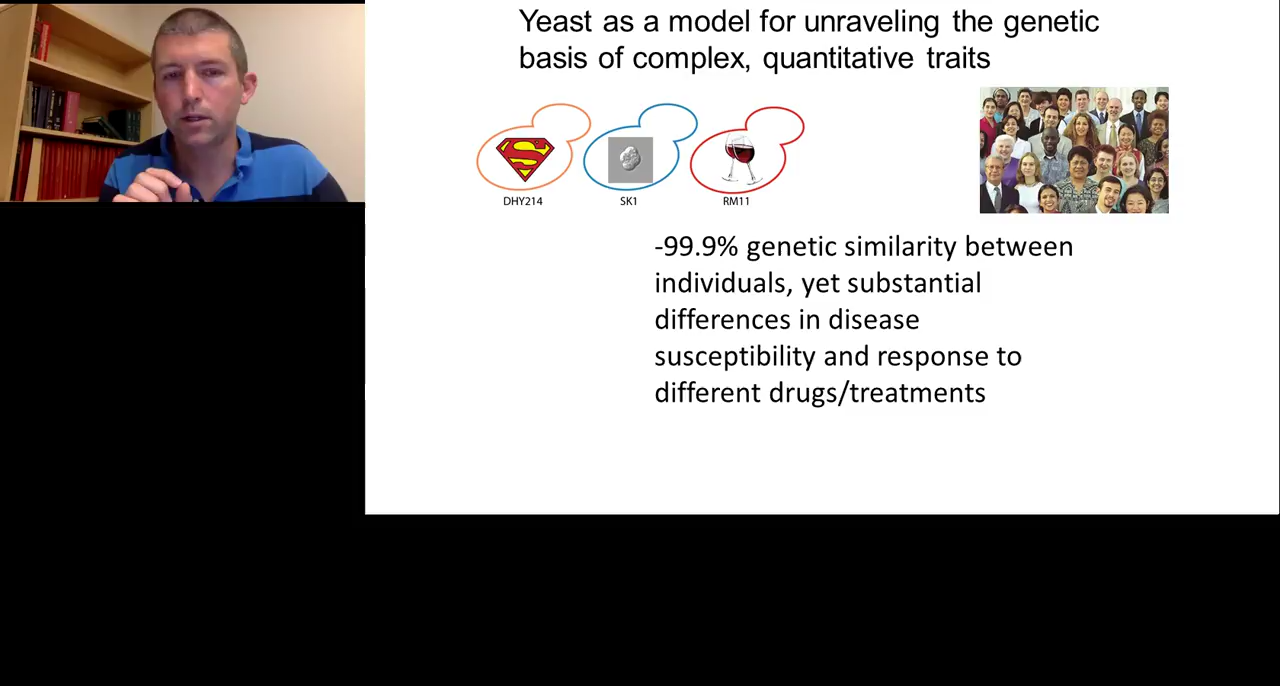 Yeast as a model for unraveling the genetic
basis of complex, quantitative traits
S
DHY214
SK1
RM11
-99.9% genetic similarity between
individuals, yet substantial
differences in disease
susceptibility and response to
different drugs/treatments